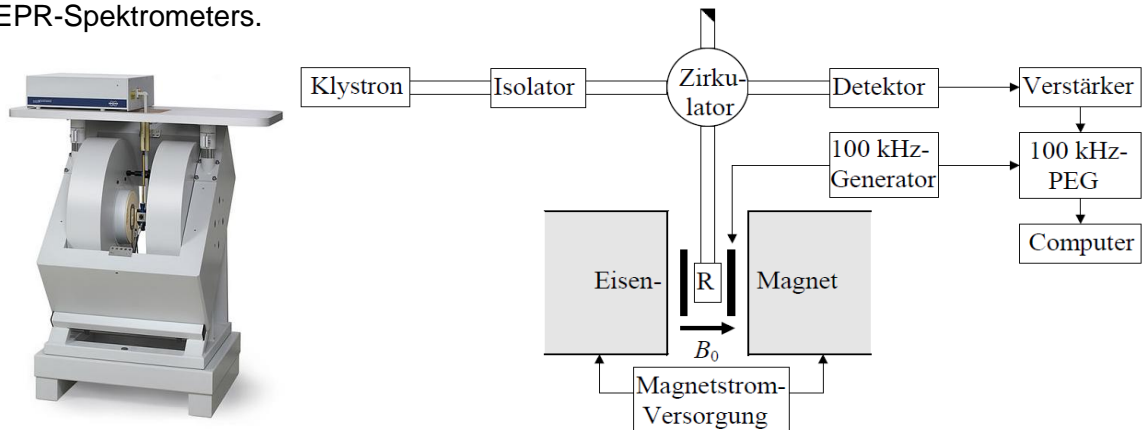 EPR-Spektrometers.
Klystron
Isolator
Zirku-
lator
Detektor
Verstärker
100 kHz-
Generator
100 kHz-
PEG
Computer
Eisen-
R
Magnet
B0
Magnetstrom-
Versorgung